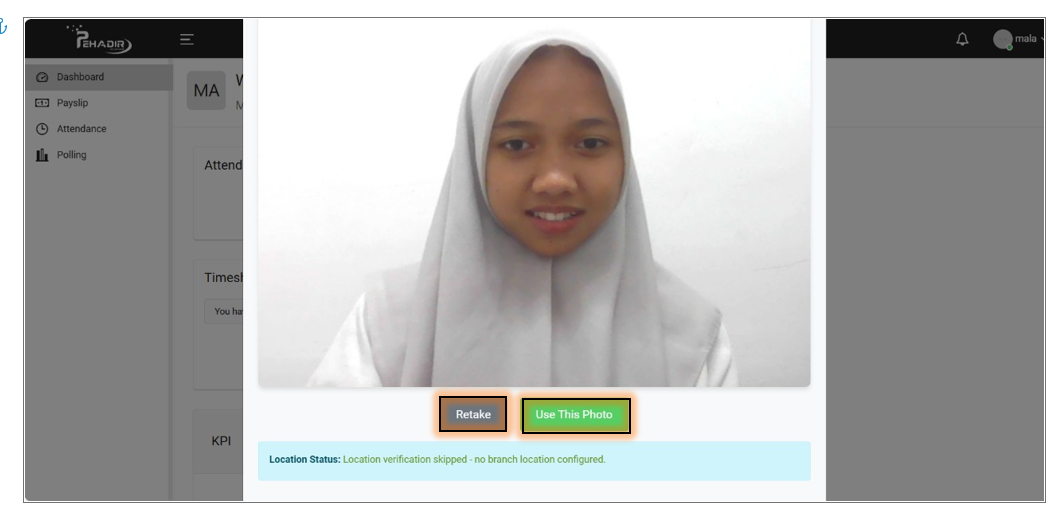 PEHADIR
mala
Dashboard
Payslip
Attendance
Polling
MA W
M
Attend
Timesh
You ha
KPI
Retake
Use This Photo
Location Status: Location verification skipped - no branch location configured.